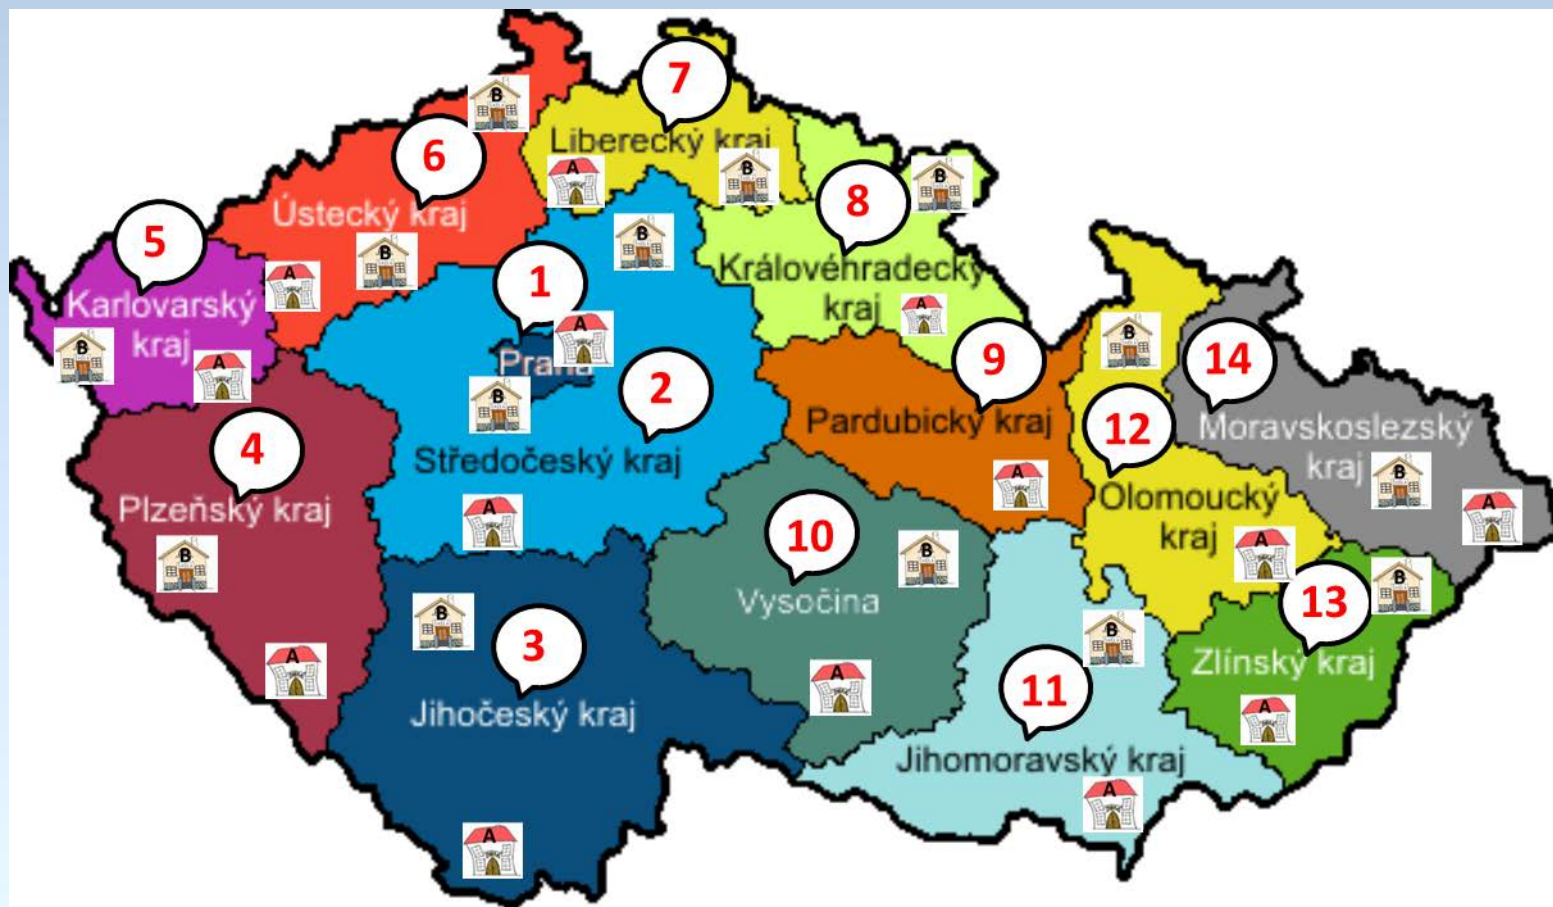 7
B
6
Liberecký kraj
A
B
8
B
Ústecký kraj
5
B
B
1
Královéhradecký
kraj
A
A
Karlovarský
kraj
B
A
A
Praha
B
2
9
B
14
4
Pardubický kraj
12
Moravskoslezský
kraj
B
A
Středočeský kraj
Plzeňský kraj
B
A
A
Olomoucký
kraj
A
10
B
Vysočina
A
B
3
Jihočeský kraj
A
13
B
Zlínský kraj
A
B
11
Jihomoravský kraj
A
A